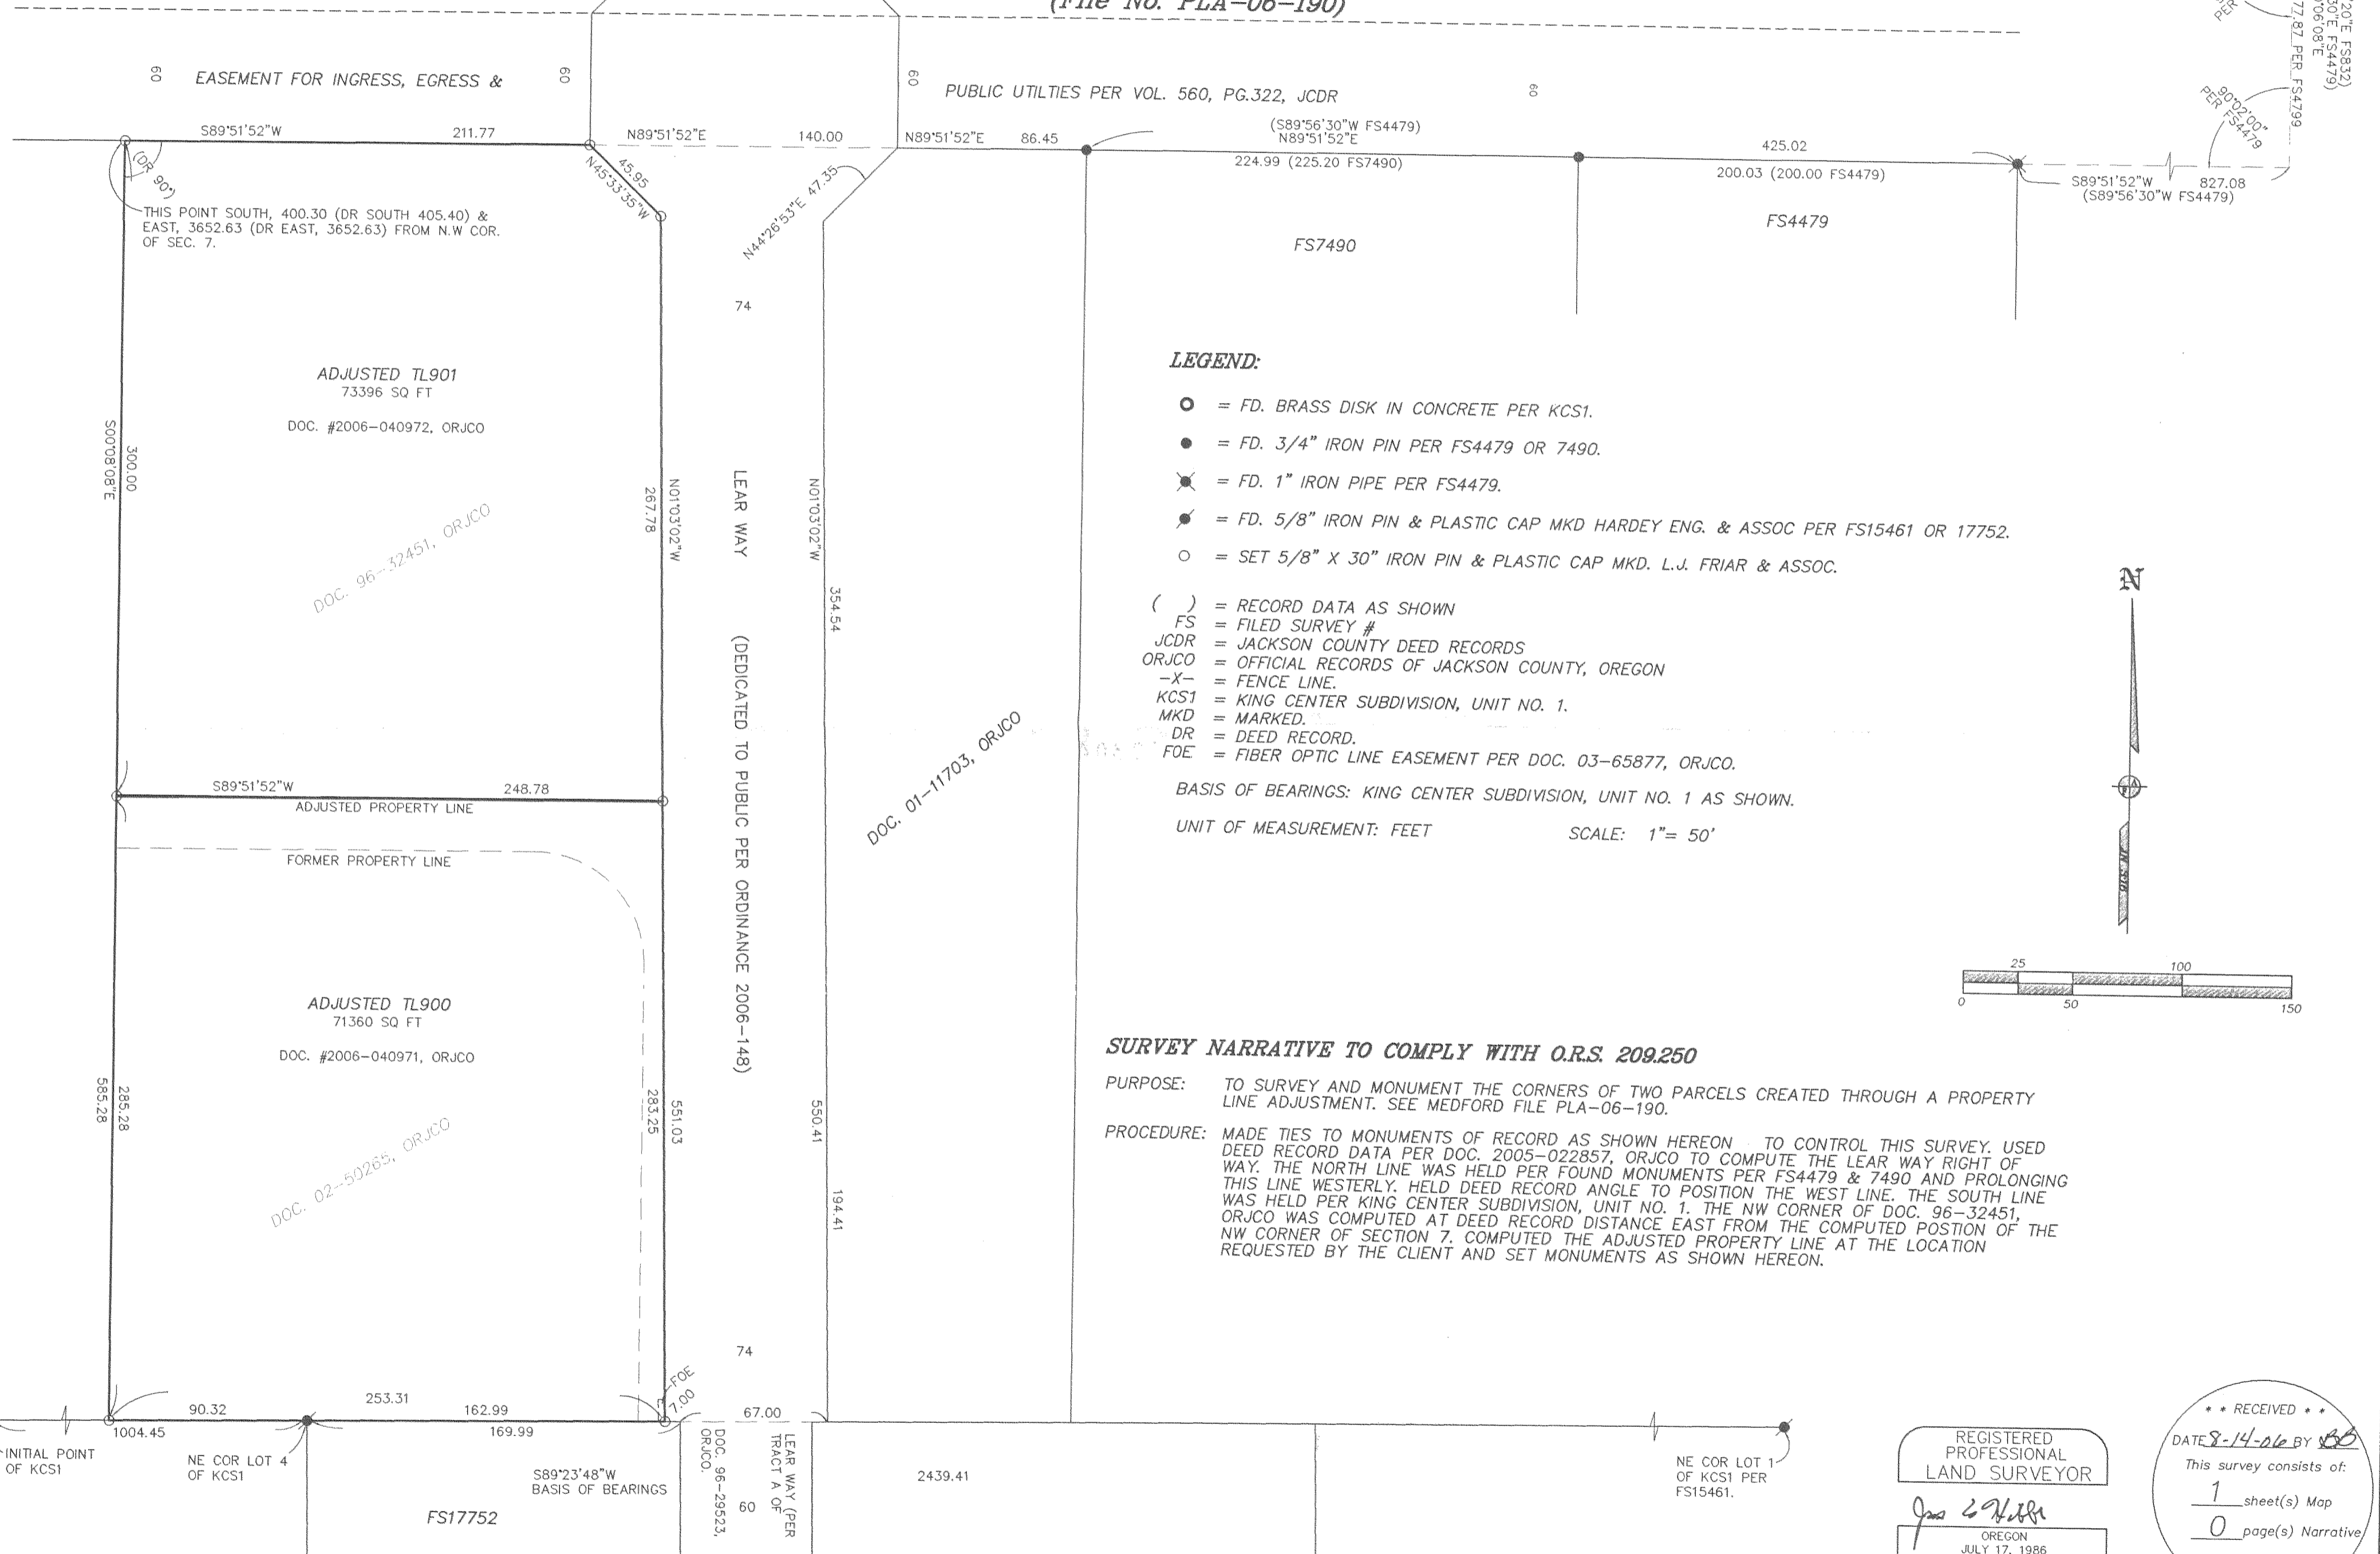 (File No. PLA-06-190)
60
EASEMENT FOR INGRESS, EGRESS &
60
60
PUBLIC UTILTIES PER VOL. 560, PG.322, JCDR
60
77.87 PER FS4799
90°02'00"
PER FS4479
S89°51'52"W 211.77
N89°51'52"E 140.00
N89°51'52"E 86.45
(S89°56'30"W FS4479)
N89°51'52"E
224.99 (225.20 FS7490)
425.02
200.03 (200.00 FS4479)
S89°51'52"W 827.08
(S89°56'30"W FS4479)
(DR 90°)
45.95
N45°33'35"W
N44°26'53"E 47.35
THIS POINT SOUTH, 400.30 (DR SOUTH 405.40) &
EAST, 3652.63 (DR EAST, 3652.63) FROM N.W COR.
OF SEC. 7.
FS7490
FS4479
74
ADJUSTED TL901
73396 SQ FT
DOC. #2006-040972, ORJCO
S00°08'08"E
300.00
DOC. 96-32451, ORJCO
N01°03'02"W
267.78
LEAR WAY (DEDICATED TO PUBLIC PER ORDINANCE 2006-148)
N01°03'02"W
354.54
DOC. 01-11703, ORJCO
LEGEND:
= FD. BRASS DISK IN CONCRETE PER KCS1.
= FD. 3/4" IRON PIN PER FS4479 OR 7490.
= FD. 1" IRON PIPE PER FS4479.
= FD. 5/8" IRON PIN & PLASTIC CAP MKD HARDEY ENG. & ASSOC PER FS15461 OR 17752.
= SET 5/8" X 30" IRON PIN & PLASTIC CAP MKD. L.J. FRIAR & ASSOC.
( ) = RECORD DATA AS SHOWN
FS = FILED SURVEY #
JCDR = JACKSON COUNTY DEED RECORDS
ORJCO = OFFICIAL RECORDS OF JACKSON COUNTY, OREGON
-X- = FENCE LINE.
KCS1 = KING CENTER SUBDIVISION, UNIT NO. 1.
MKD = MARKED.
DR = DEED RECORD.
FOE = FIBER OPTIC LINE EASEMENT PER DOC. 03-65877, ORJCO.
BASIS OF BEARINGS: KING CENTER SUBDIVISION, UNIT NO. 1 AS SHOWN.
UNIT OF MEASUREMENT: FEET SCALE: 1"= 50'
N
25 100
0 50 150
S89°51'52"W 248.78
ADJUSTED PROPERTY LINE
FORMER PROPERTY LINE
ADJUSTED TL900
71360 SQ FT
DOC. #2006-040971, ORJCO
285.28
585.28
DOC. 02-50265, ORJCO
551.03
283.25
550.41
194.41
SURVEY NARRATIVE TO COMPLY WITH O.R.S. 209.250
PURPOSE: TO SURVEY AND MONUMENT THE CORNERS OF TWO PARCELS CREATED THROUGH A PROPERTY
LINE ADJUSTMENT. SEE MEDFORD FILE PLA-06-190.
PROCEDURE: MADE TIES TO MONUMENTS OF RECORD AS SHOWN HEREON TO CONTROL THIS SURVEY. USED
DEED RECORD DATA PER DOC. 2005-022857, ORJCO TO COMPUTE THE LEAR WAY RIGHT OF
WAY. THE NORTH LINE WAS HELD PER FOUND MONUMENTS PER FS4479 & 7490 AND PROLONGING
THIS LINE WESTERLY. HELD DEED RECORD ANGLE TO POSITION THE WEST LINE. THE SOUTH LINE
WAS HELD PER KING CENTER SUBDIVISION, UNIT NO. 1. THE NW CORNER OF DOC. 96-32451,
ORJCO WAS COMPUTED AT DEED RECORD DISTANCE EAST FROM THE COMPUTED POSTION OF THE
NW CORNER OF SECTION 7. COMPUTED THE ADJUSTED PROPERTY LINE AT THE LOCATION
REQUESTED BY THE CLIENT AND SET MONUMENTS AS SHOWN HEREON.
74
FOE
7.00
67.00
90.32
253.31
162.99
1004.45
169.99
INITIAL POINT
OF KCS1
NE COR LOT 4
OF KCS1
S89°23'48"W
BASIS OF BEARINGS
FS17752
DOC. 96-29523,
ORJCO.
60
LEAR WAY (PER
TRACT A OF
2439.41
NE COR LOT 1
OF KCS1 PER
FS15461.
REGISTERED
PROFESSIONAL
LAND SURVEYOR
OREGON
JULY 17, 1986
* * RECEIVED * *
DATE 8-14-06 BY BB
This survey consists of:
1 sheet(s) Map
0 page(s) Narrative